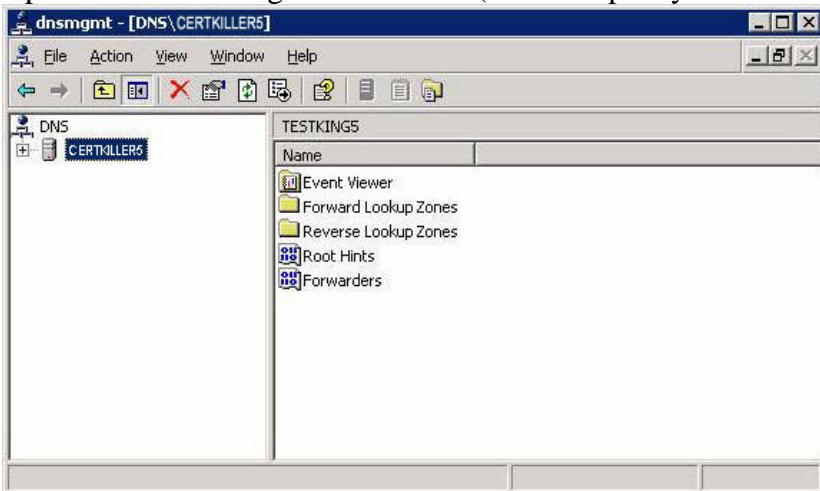 dnsmgmt - [DNS\CERTKILLER5]
File Action View Window Help
DNS
CERTKILLER5
TESTKING5
Name
Event Viewer
Forward Lookup Zones
Reverse Lookup Zones
Root Hints
Forwarders